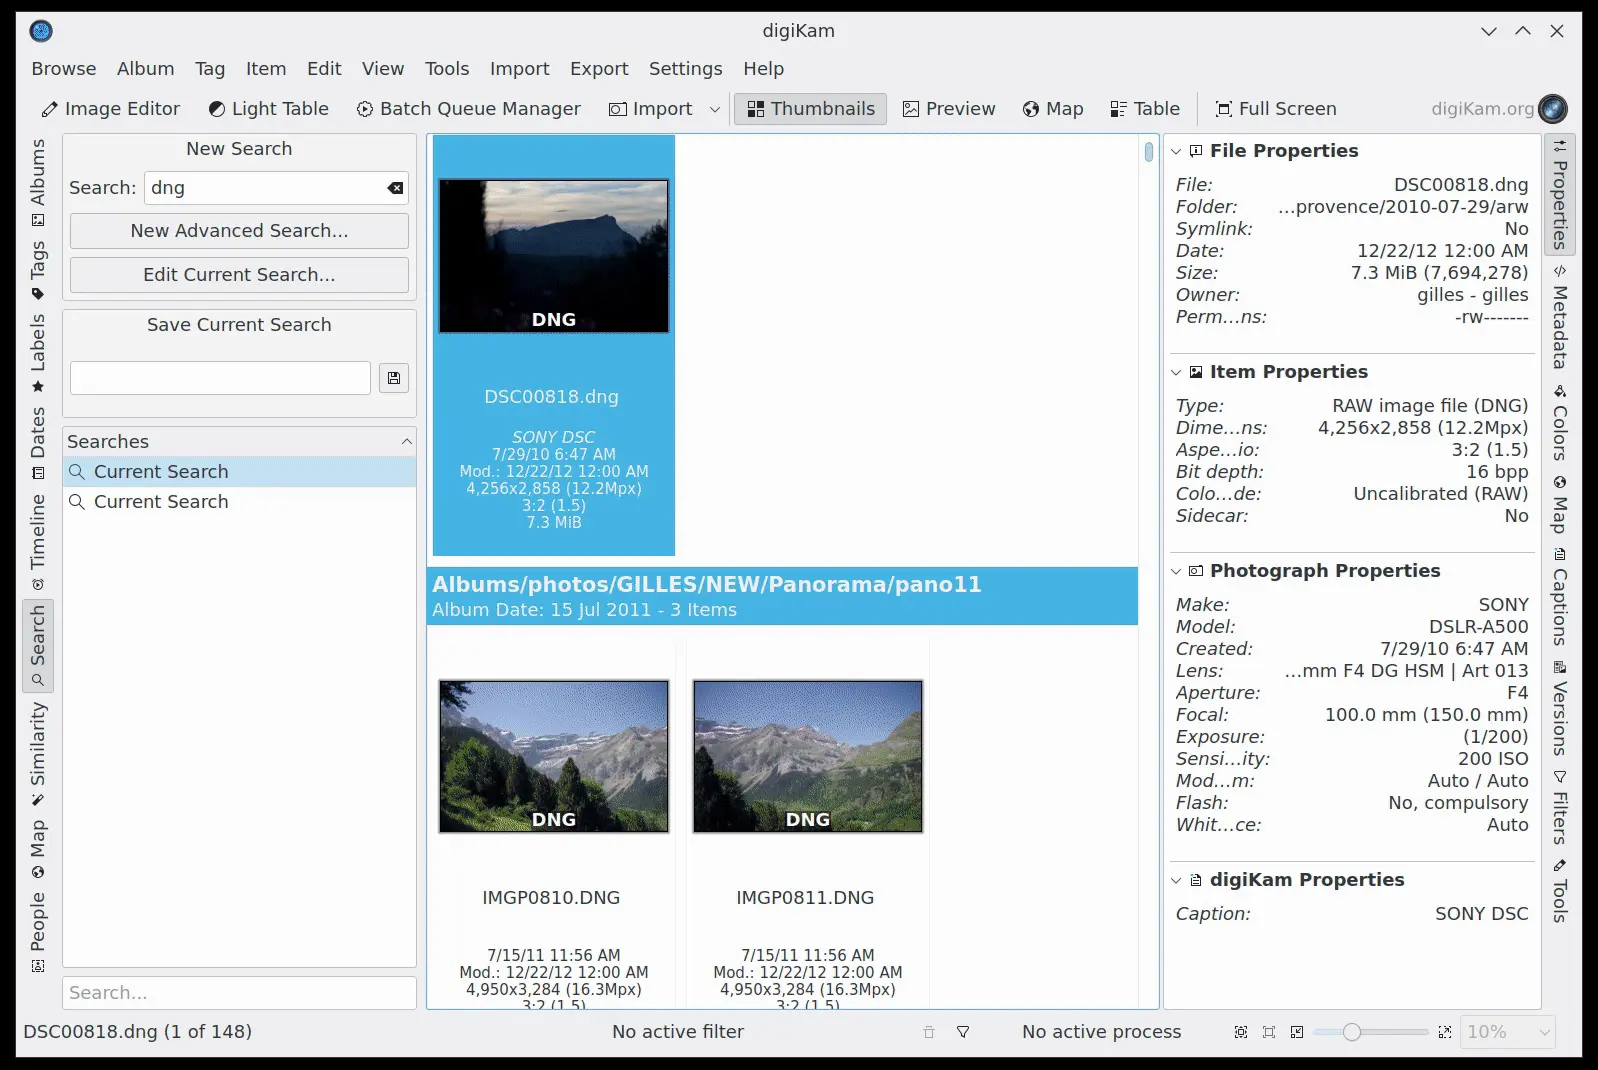 digiKam
Browse Album Tag Item Edit View Tools Import Export Settings Help
Image Editor Light Table Batch Queue Manager Import Thumbnails Preview Map Table Full Screen digiKam.org
Albums
Tags
Labels
Dates
Timeline
Search
Similarity
Map
People
New Search
Search: dng
New Advanced Search...
Edit Current Search...
Save Current Search
Searches
Current Search
Current Search
Search...
DNG
DSC00818.dng
SONY DSC
7/29/10 6:47 AM
Mod.: 12/22/12 12:00 AM
4,256x2,858 (12.2Mpx)
3:2 (1.5)
7.3 MiB
Albums/photos/GILLES/NEW/Panorama/pano11
Album Date: 15 Jul 2011 - 3 Items
DNG DNG
IMGP0810.DNG IMGP0811.DNG
7/15/11 11:56 AM 7/15/11 11:56 AM
Mod.: 12/22/12 12:00 AM Mod.: 12/22/12 12:00 AM
4,950x3,284 (16.3Mpx) 4,950x3,284 (16.3Mpx)
3:2 (1.5) 3:2 (1.5)
File Properties
File: DSC00818.dng
Folder: ...provence/2010-07-29/arw
Symlink: No
Date: 12/22/12 12:00 AM
Size: 7.3 MiB (7,694,278)
Owner: gilles - gilles
Perm...ns: -rw-------
Item Properties
Type: RAW image file (DNG)
Dime...ns: 4,256x2,858 (12.2Mpx)
Aspe...io: 3:2 (1.5)
Bit depth: 16 bpp
Colo...de: Uncalibrated (RAW)
Sidecar: No
Photograph Properties
Make: SONY
Model: DSLR-A500
Created: 7/29/10 6:47 AM
Lens: ...mm F4 DG HSM | Art 013
Aperture: F4
Focal: 100.0 mm (150.0 mm)
Exposure: (1/200)
Sensi...ity: 200 ISO
Mod...m: Auto / Auto
Flash: No, compulsory
Whit...ce: Auto
digiKam Properties
Caption: SONY DSC
Properties
Metadata
Colors
Map
Captions
Versions
Filters
Tools
DSC00818.dng (1 of 148) No active filter No active process 10%